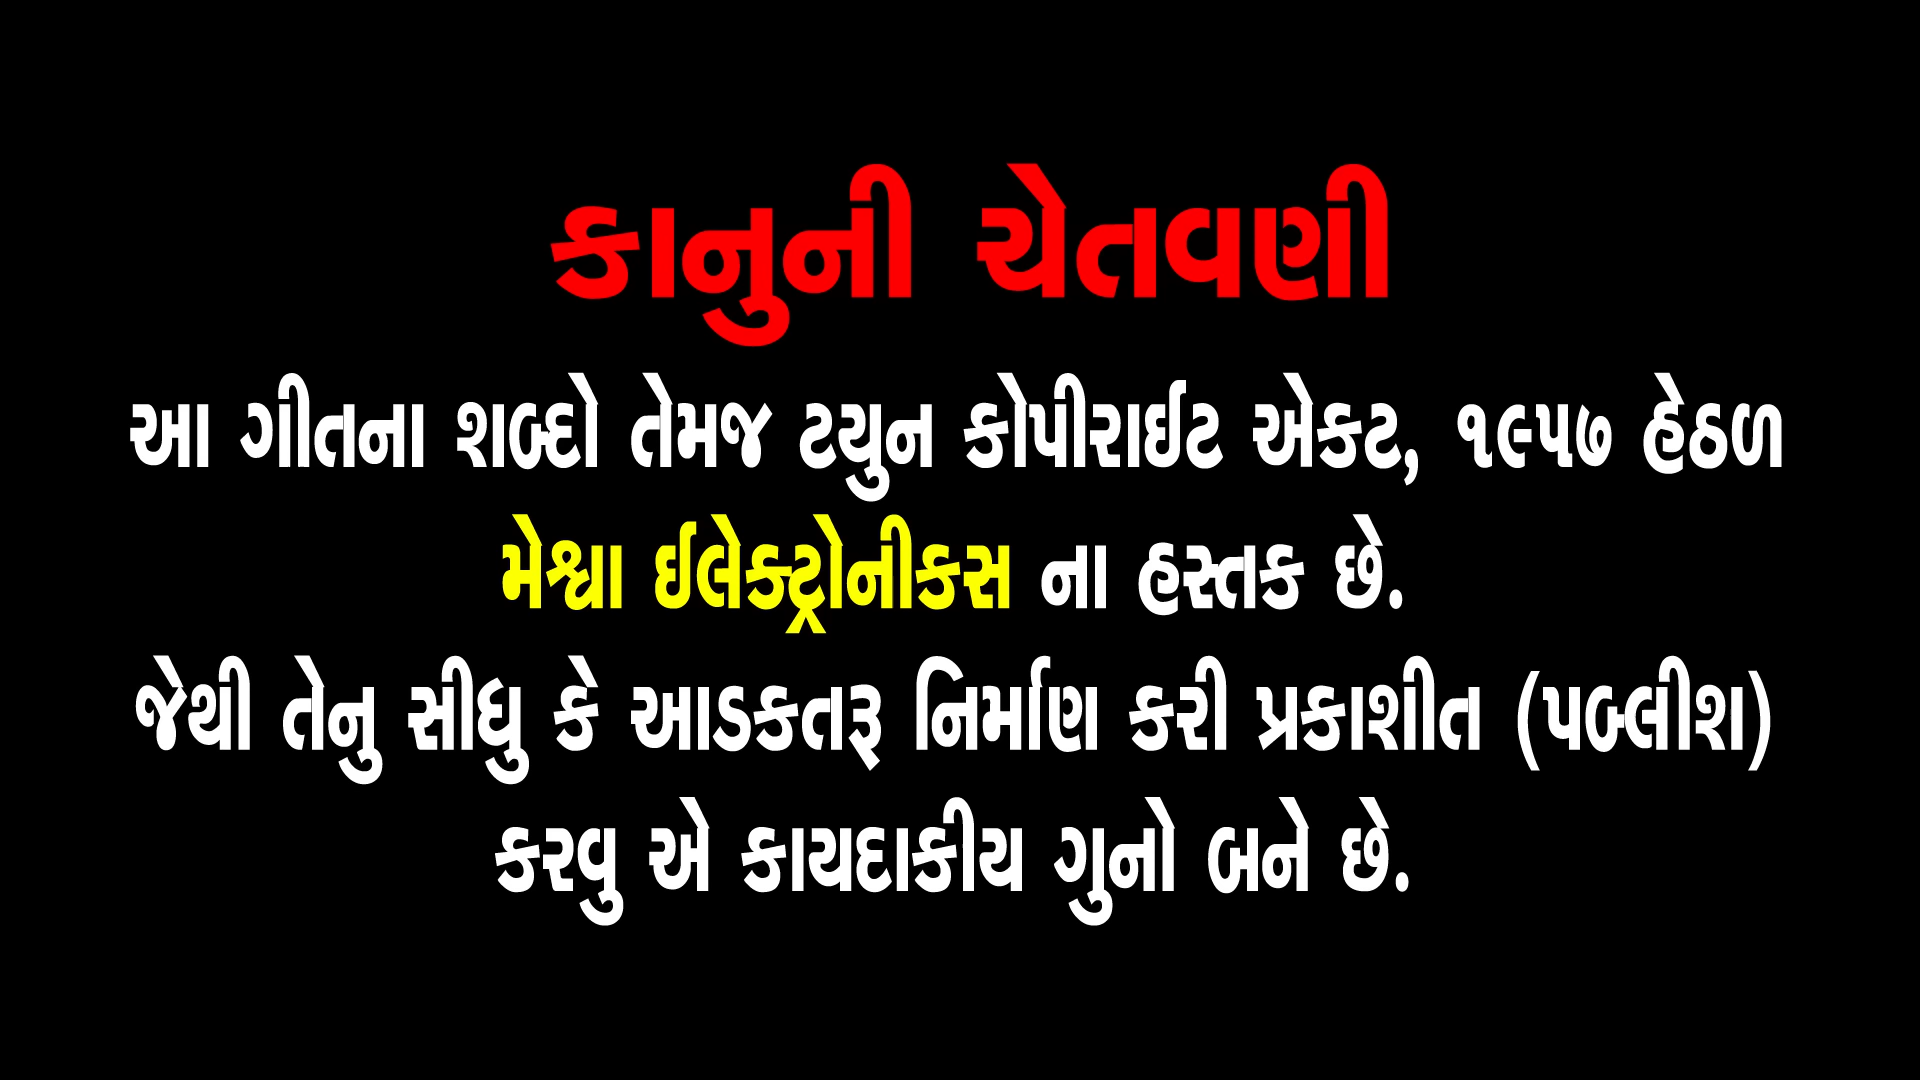 કાનુની ચેતવણી
આ ગીતના શબ્દો તેમજ ટયુન કોપીરાઈટ એકટ, ૧૯૫૭ હેઠળ
મેશ્વા ઈલેક્ટ્રોનીકસ ના હસ્તક છે.
જેથી તેનુ સીધુ કે આડકતરૂ નિર્માણ કરી પ્રકાશીત (પબ્લીશ)
કરવુ એ કાયદાકીય ગુનો બને છે.